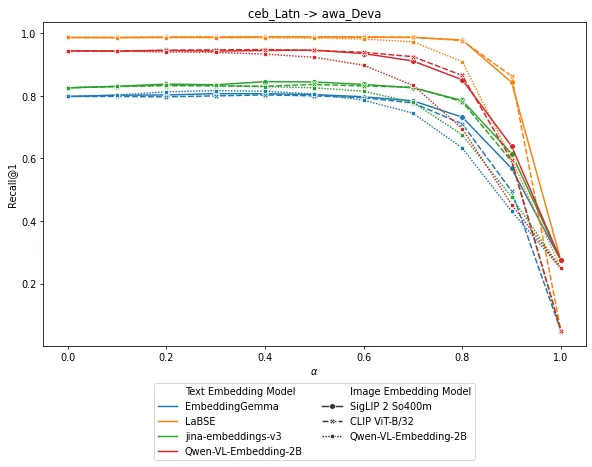 ceb_Latn -> awa_Deva
Recall@1
1.0
0.8
0.6
0.4
0.2
0.0 0.2 0.4 0.6 0.8 1.0
α
Text Embedding Model
EmbeddingGemma
LaBSE
jina-embeddings-v3
Qwen-VL-Embedding-2B
Image Embedding Model
SigLIP 2 So400m
CLIP ViT-B/32
Qwen-VL-Embedding-2B